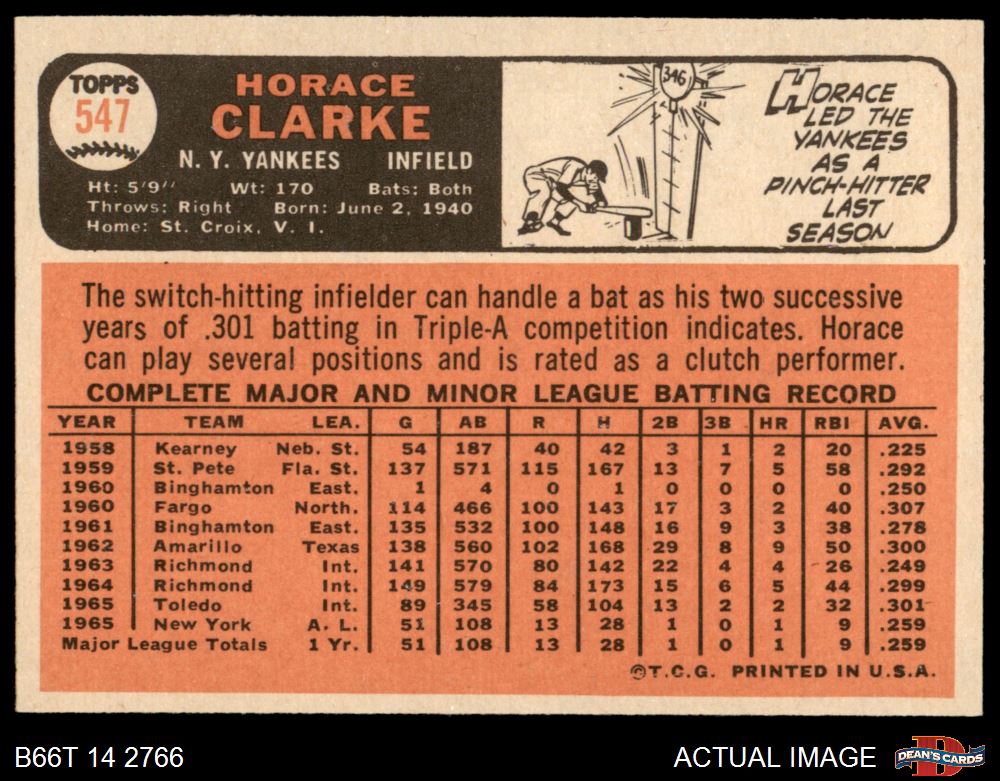 TOPPS
547
HORACE
CLARKE
N. Y. YANKEES INFIELD
Ht: 5'9" Wt: 170 Bats: Both
Throws: Right Born: June 2, 1940
Home: St. Croix, V. I.
346
HORACE
LED THE
YANKEES
AS A
PINCH-HITTER
LAST
SEASON
The switch-hitting infielder can handle a bat as his two successive
years of .301 batting in Triple-A competition indicates. Horace
can play several positions and is rated as a clutch performer.
COMPLETE MAJOR AND MINOR LEAGUE BATTING RECORD
YEAR TEAM LEA. G AB R H 2B 3B HR RBI AVG.
1958 Kearney Neb. St. 54 187 40 42 3 1 2 20 .225
1959 St. Pete Fla. St. 137 571 115 167 13 7 5 58 .292
1960 Binghamton East. 1 4 0 1 0 0 0 0 .250
1960 Fargo North. 114 466 100 143 17 3 2 40 .307
1961 Binghamton East. 135 532 100 148 16 9 3 38 .278
1962 Amarillo Texas 138 560 102 168 29 8 9 50 .300
1963 Richmond Int. 141 570 80 142 22 4 4 26 .249
1964 Richmond Int. 149 579 84 173 15 6 5 44 .299
1965 Toledo Int. 89 345 58 104 13 2 2 32 .301
1965 New York A. L. 51 108 13 28 1 0 1 9 .259
Major League Totals 1 Yr. 51 108 13 28 1 0 1 9 .259
©T.C.G. PRINTED IN U.S.A.
B66T 14 2766 ACTUAL IMAGE
D
DEAN'S CARDS